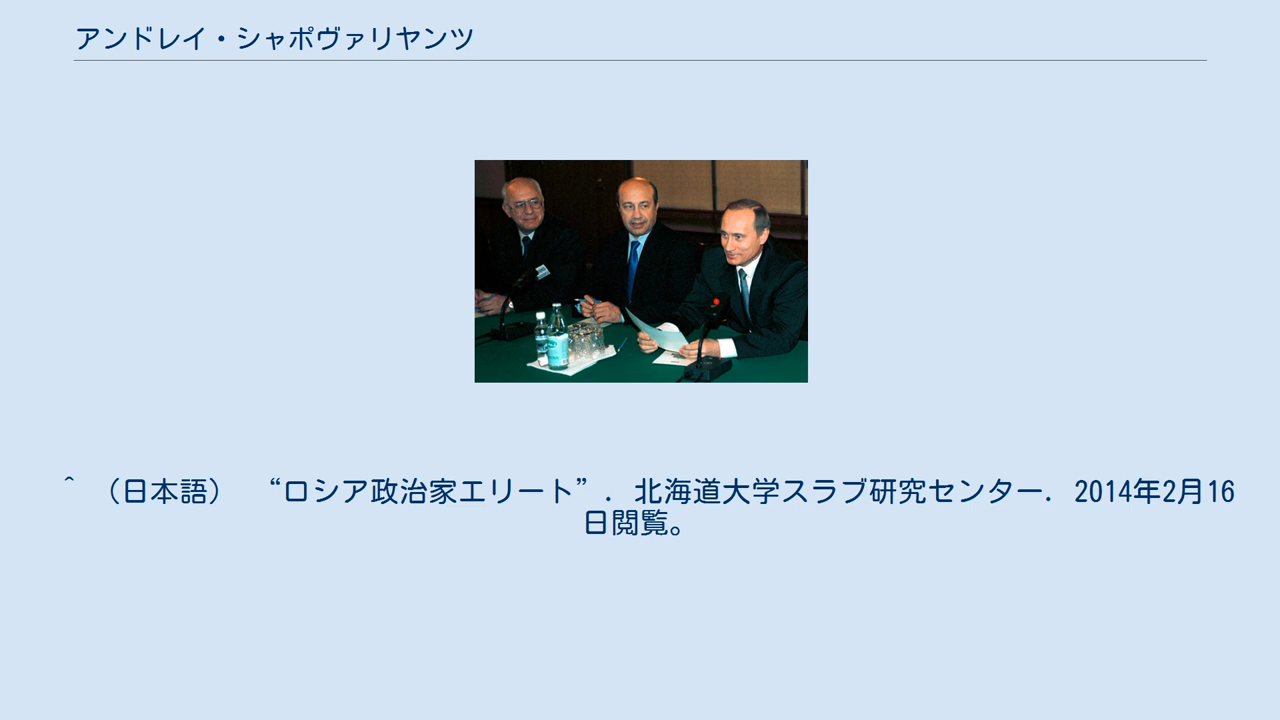 アンドレイ・シャポヴァリヤンツ
^ （日本語） “ロシア政治家エリート”. 北海道大学スラブ研究センター. 2014年2月16
日閲覧。